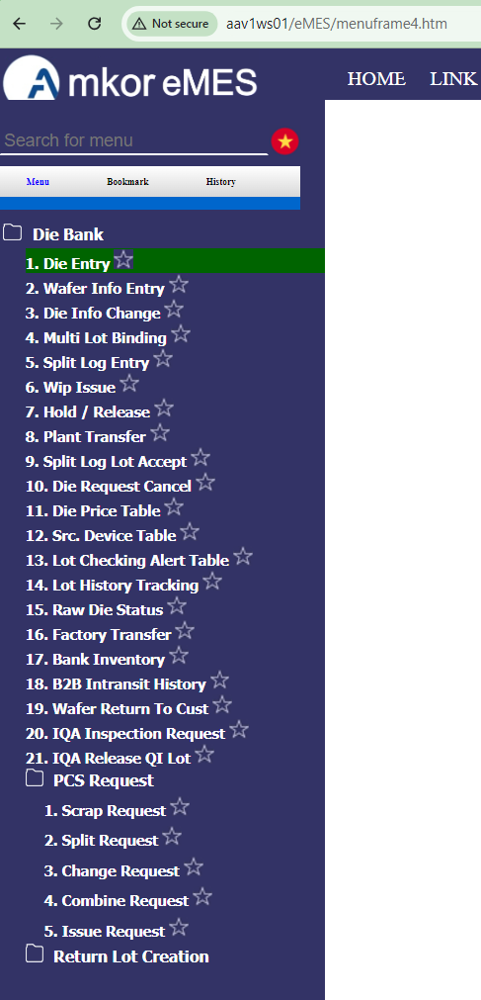 Not secure aav1ws01/eMES/menuframe4.htm
Amkor eMES HOME LINK
Search for menu
Menu Bookmark History
Die Bank
1. Die Entry
2. Wafer Info Entry
3. Die Info Change
4. Multi Lot Binding
5. Split Log Entry
6. Wip Issue
7. Hold / Release
8. Plant Transfer
9. Split Log Lot Accept
10. Die Request Cancel
11. Die Price Table
12. Src. Device Table
13. Lot Checking Alert Table
14. Lot History Tracking
15. Raw Die Status
16. Factory Transfer
17. Bank Inventory
18. B2B Intransit History
19. Wafer Return To Cust
20. IQA Inspection Request
21. IQA Release QI Lot
PCS Request
1. Scrap Request
2. Split Request
3. Change Request
4. Combine Request
5. Issue Request
Return Lot Creation